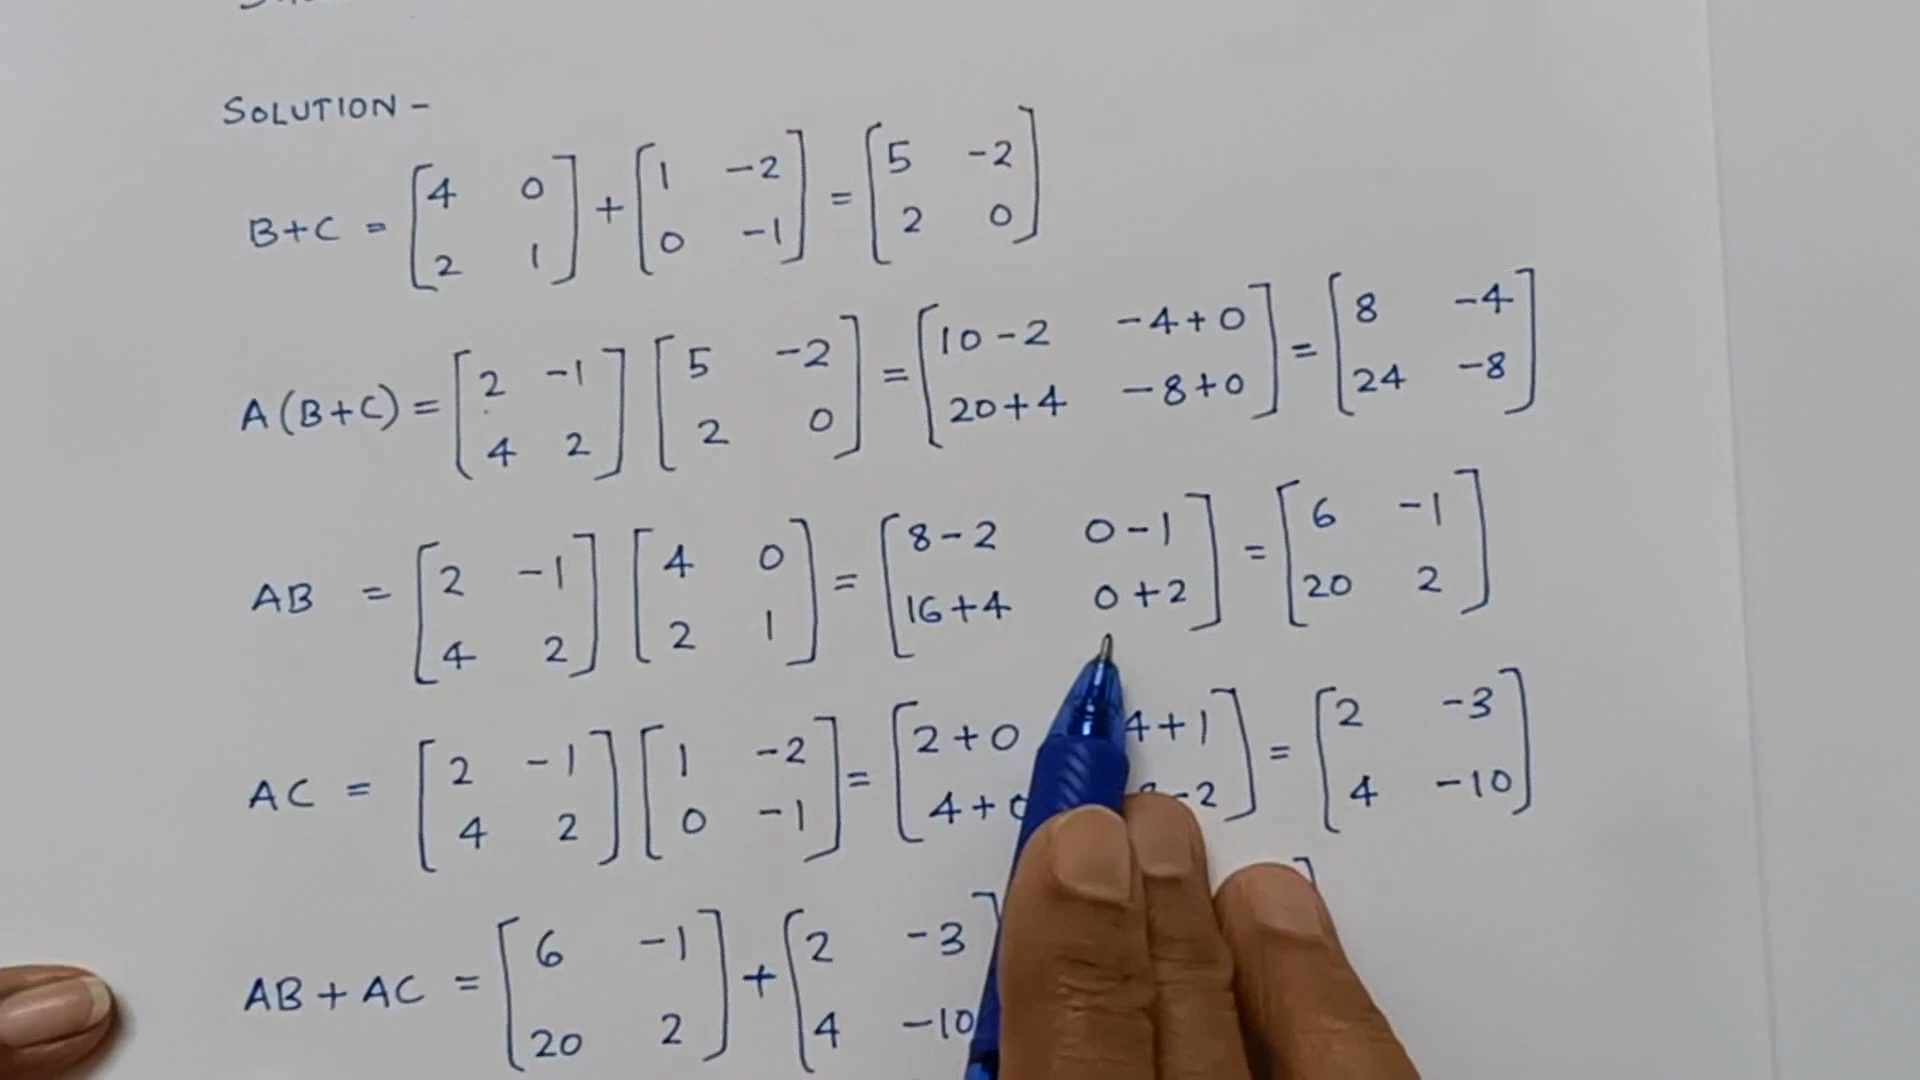 SOLUTION -
B+C = [4 0; 2 1] + [1 -2; 0 -1] = [5 -2; 2 0]
A(B+C) = [2 -1; 4 2] [5 -2; 2 0] = [10-2 -4+0; 20+4 -8+0] = [8 -4; 24 -8]
AB = [2 -1; 4 2] [4 0; 2 1] = [8-2 0-1; 16+4 0+2] = [6 -1; 20 2]
AC = [2 -1; 4 2] [1 -2; 0 -1] = [2+0 4+1; 4+0 -2] = [2 -3; 4 -10]
AB + AC = [6 -1; 20 2] + [2 -3; 4 -10]